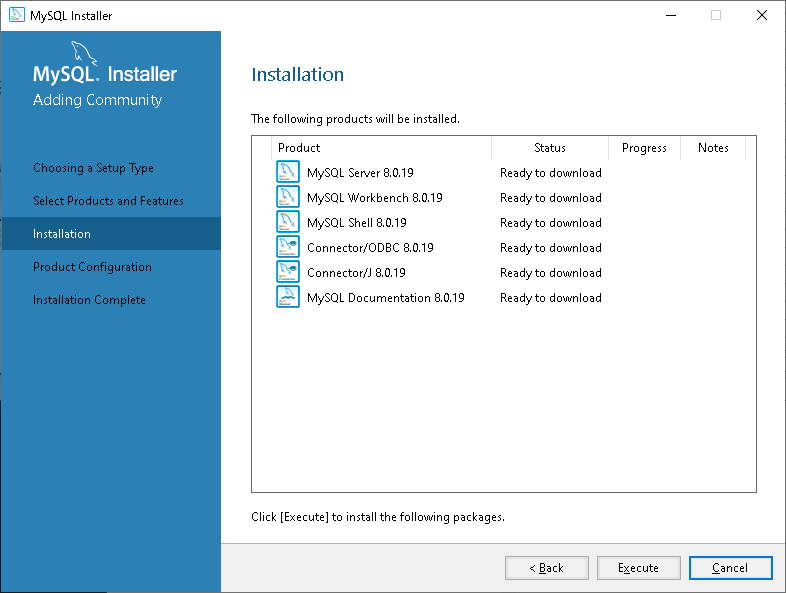 MySQL Installer
MySQL. Installer
Adding Community
Choosing a Setup Type
Select Products and Features
Installation
Product Configuration
Installation Complete
Installation
The following products will be installed.
Product Status Progress Notes
MySQL Server 8.0.19 Ready to download
MySQL Workbench 8.0.19 Ready to download
MySQL Shell 8.0.19 Ready to download
Connector/ODBC 8.0.19 Ready to download
Connector/J 8.0.19 Ready to download
MySQL Documentation 8.0.19 Ready to download
Click [Execute] to install the following packages.
< Back Execute Cancel